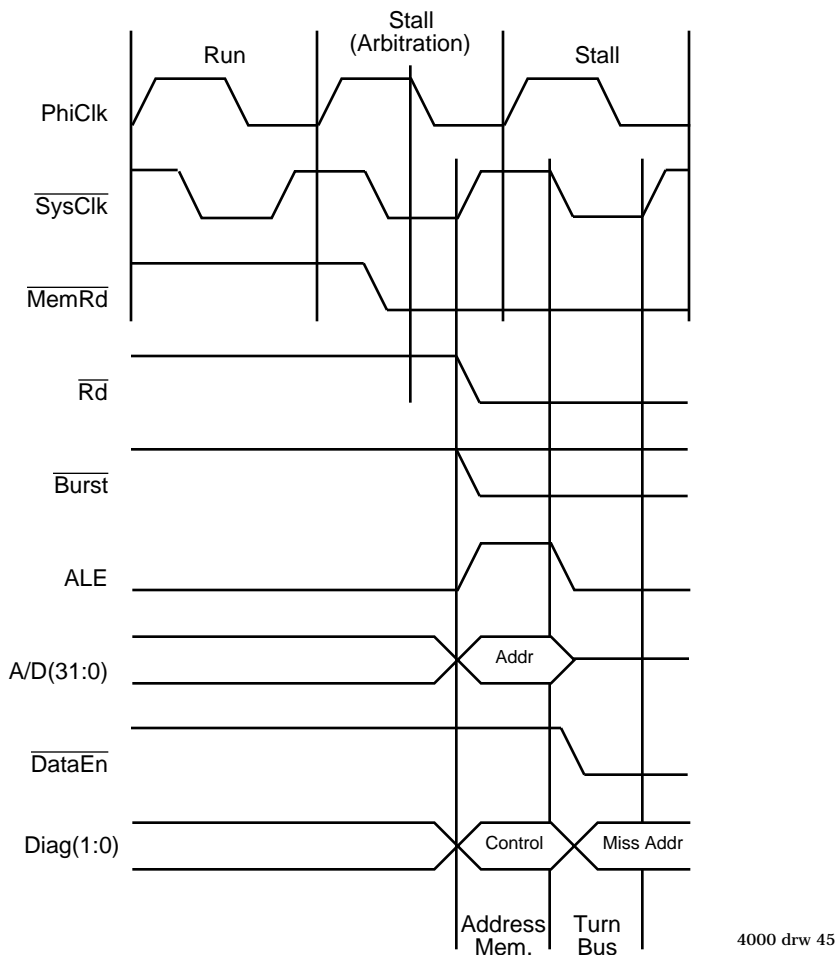 Run
Stall
(Arbitration)
Stall
PhiClk
SysClk
MemRd
Rd
Burst
ALE
A/D(31:0)
Addr
DataEn
Diag(1:0)
Control
Miss Addr
Address
Mem.
Turn
Bus
4000 drw 45